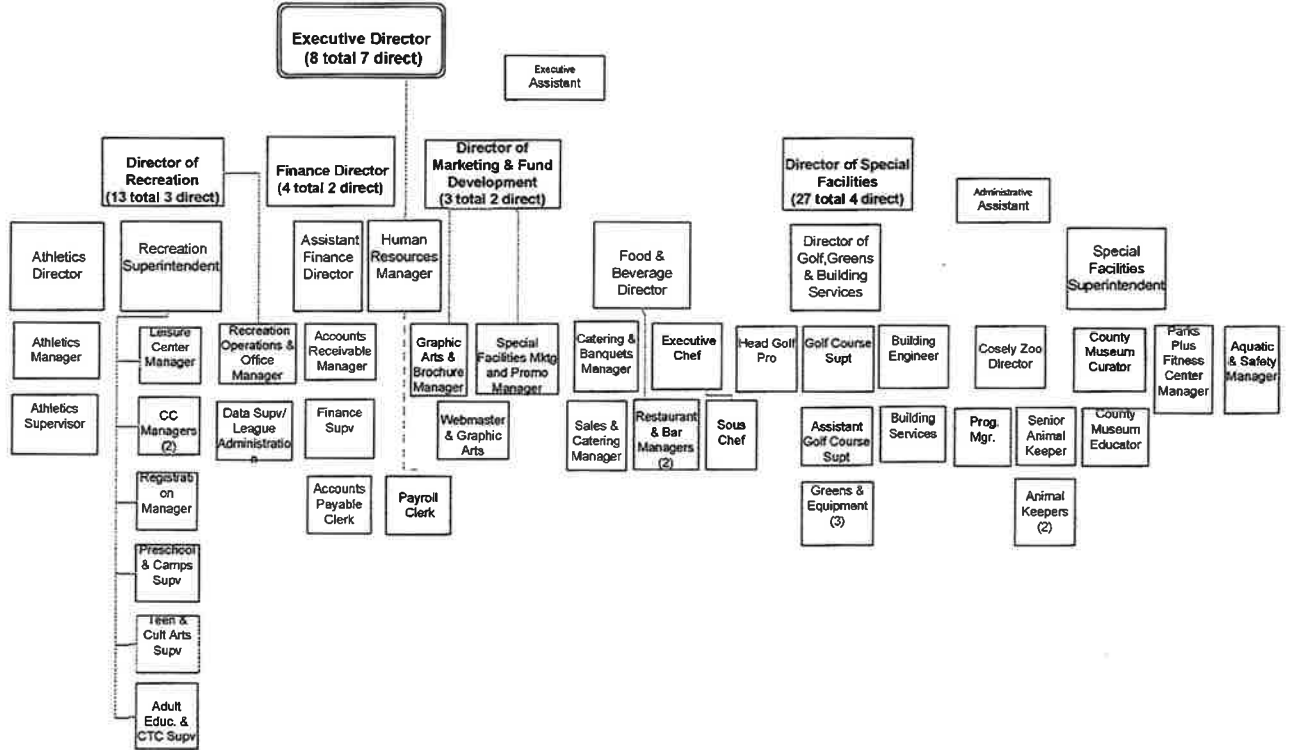 Executive Director
(8 total 7 direct)
Executive
Assistant
Director of
Recreation
(13 total 3 direct)
Finance Director
(4 total 2 direct)
Director of
Marketing & Fund
Development
(3 total 2 direct)
Director of Special
Facilities
(27 total 4 direct)
Administrative
Assistant
Athletics
Director
Recreation
Superintendent
Assistant
Finance
Director
Human
Resources
Manager
Food &
Beverage
Director
Director of
Golf,Greens
& Building
Services
Special
Facilities
Superintendent
Athletics
Manager
Leisure
Center
Manager
Recreation
Operations &
Office
Manager
Accounts
Receivable
Manager
Graphic
Arts &
Brochure
Manager
Special
Facilities Mktg
and Promo
Manager
Catering &
Banquets
Manager
Executive
Chef
Head Golf
Pro
Golf Course
Supt
Building
Engineer
Cosely Zoo
Director
County
Museum
Curator
Parks
Plus
Fitness
Center
Manager
Aquatic
& Safety
Manager
Athletics
Supervisor
CC
Managers
(2)
Data Supv/
League
Administratio
n
Finance
Supv
Webmaster
& Graphic
Arts
Sales &
Catering
Manager
Restaurant
& Bar
Managers
(2)
Sous
Chef
Assistant
Golf Course
Supt
Building
Services
Prog.
Mgr.
Senior
Animal
Keeper
County
Museum
Educator
Registrati
on
Manager
Accounts
Payable
Clerk
Payroll
Clerk
Greens &
Equipment
(3)
Animal
Keepers
(2)
Preschool
& Camps
Supv
Teen &
Cult Arts
Supv
Adult
Educ. &
CTC Supv